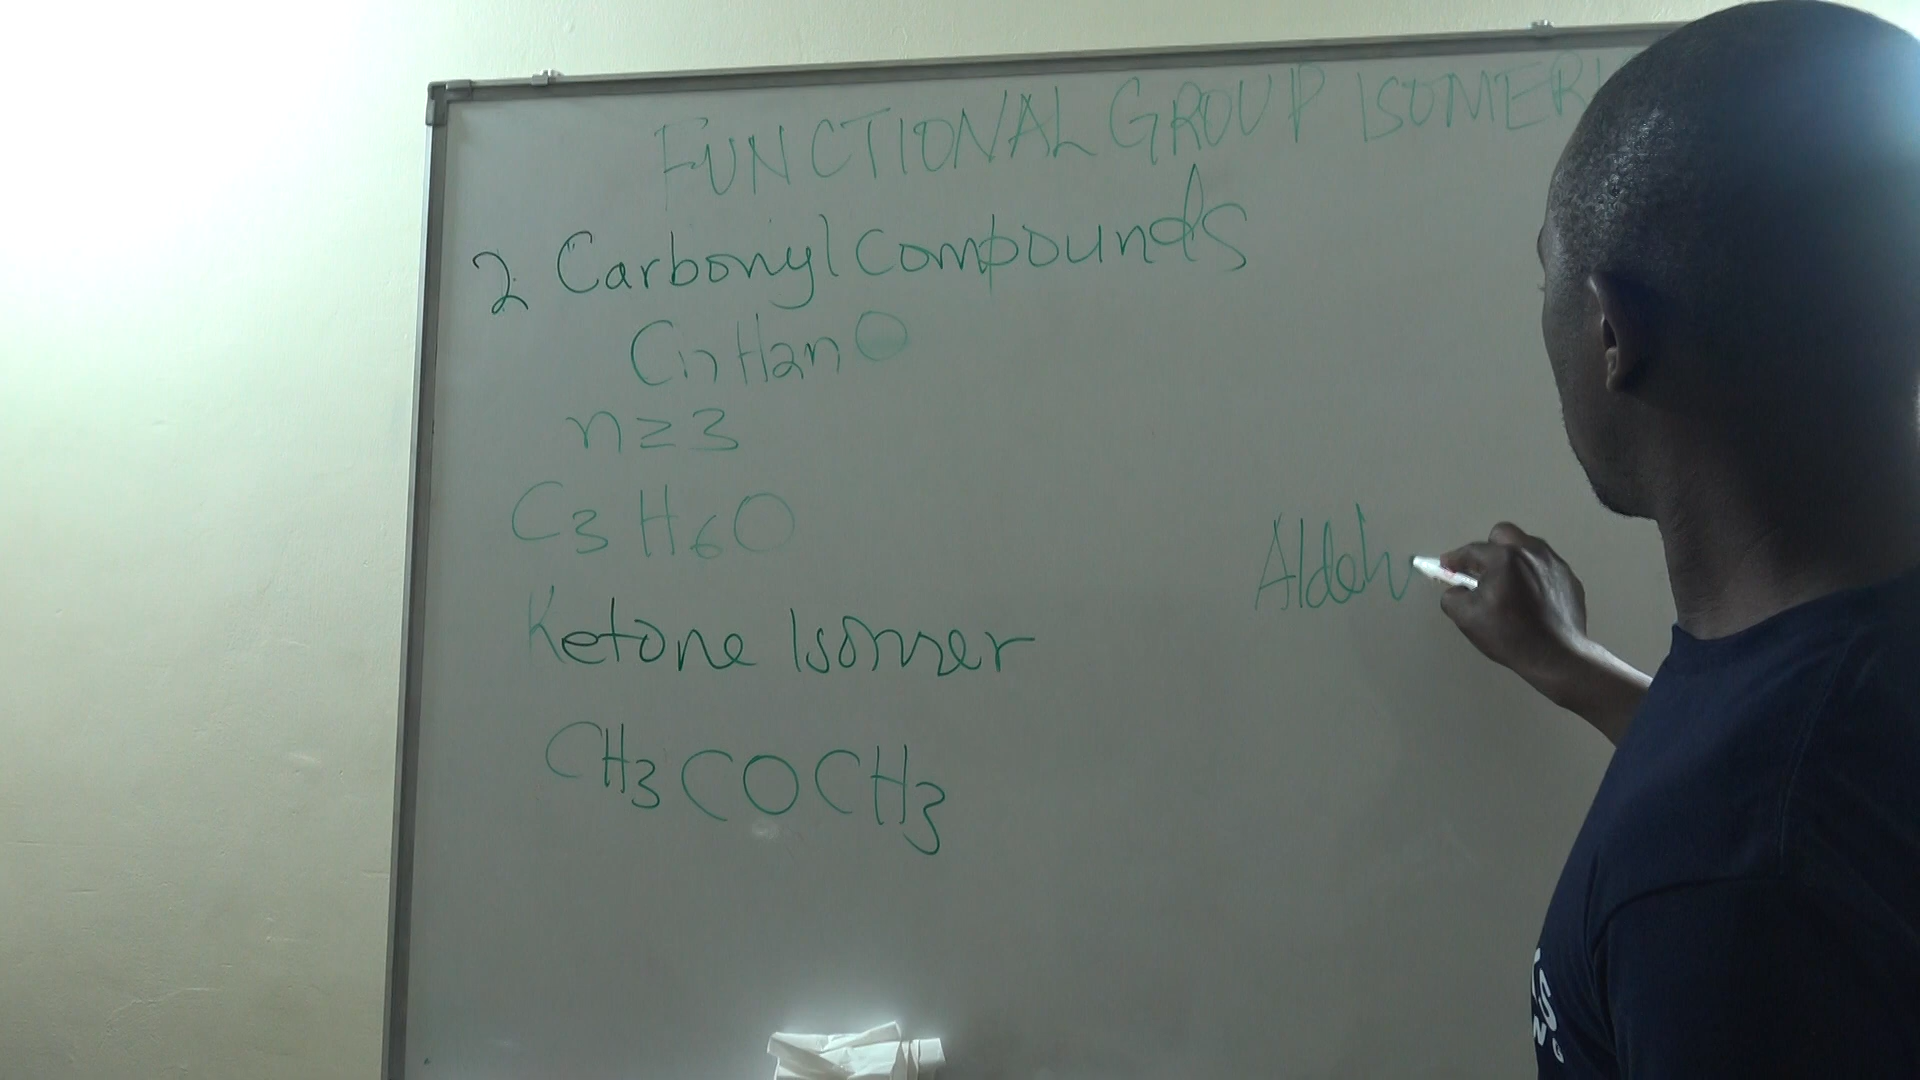 FUNCTIONAL GROUP ISOMER
2 Carbonyl Compounds
CnH2nO
n≥3
C3H6O
Ketone Isomer
Aldeh
CH3COCH3